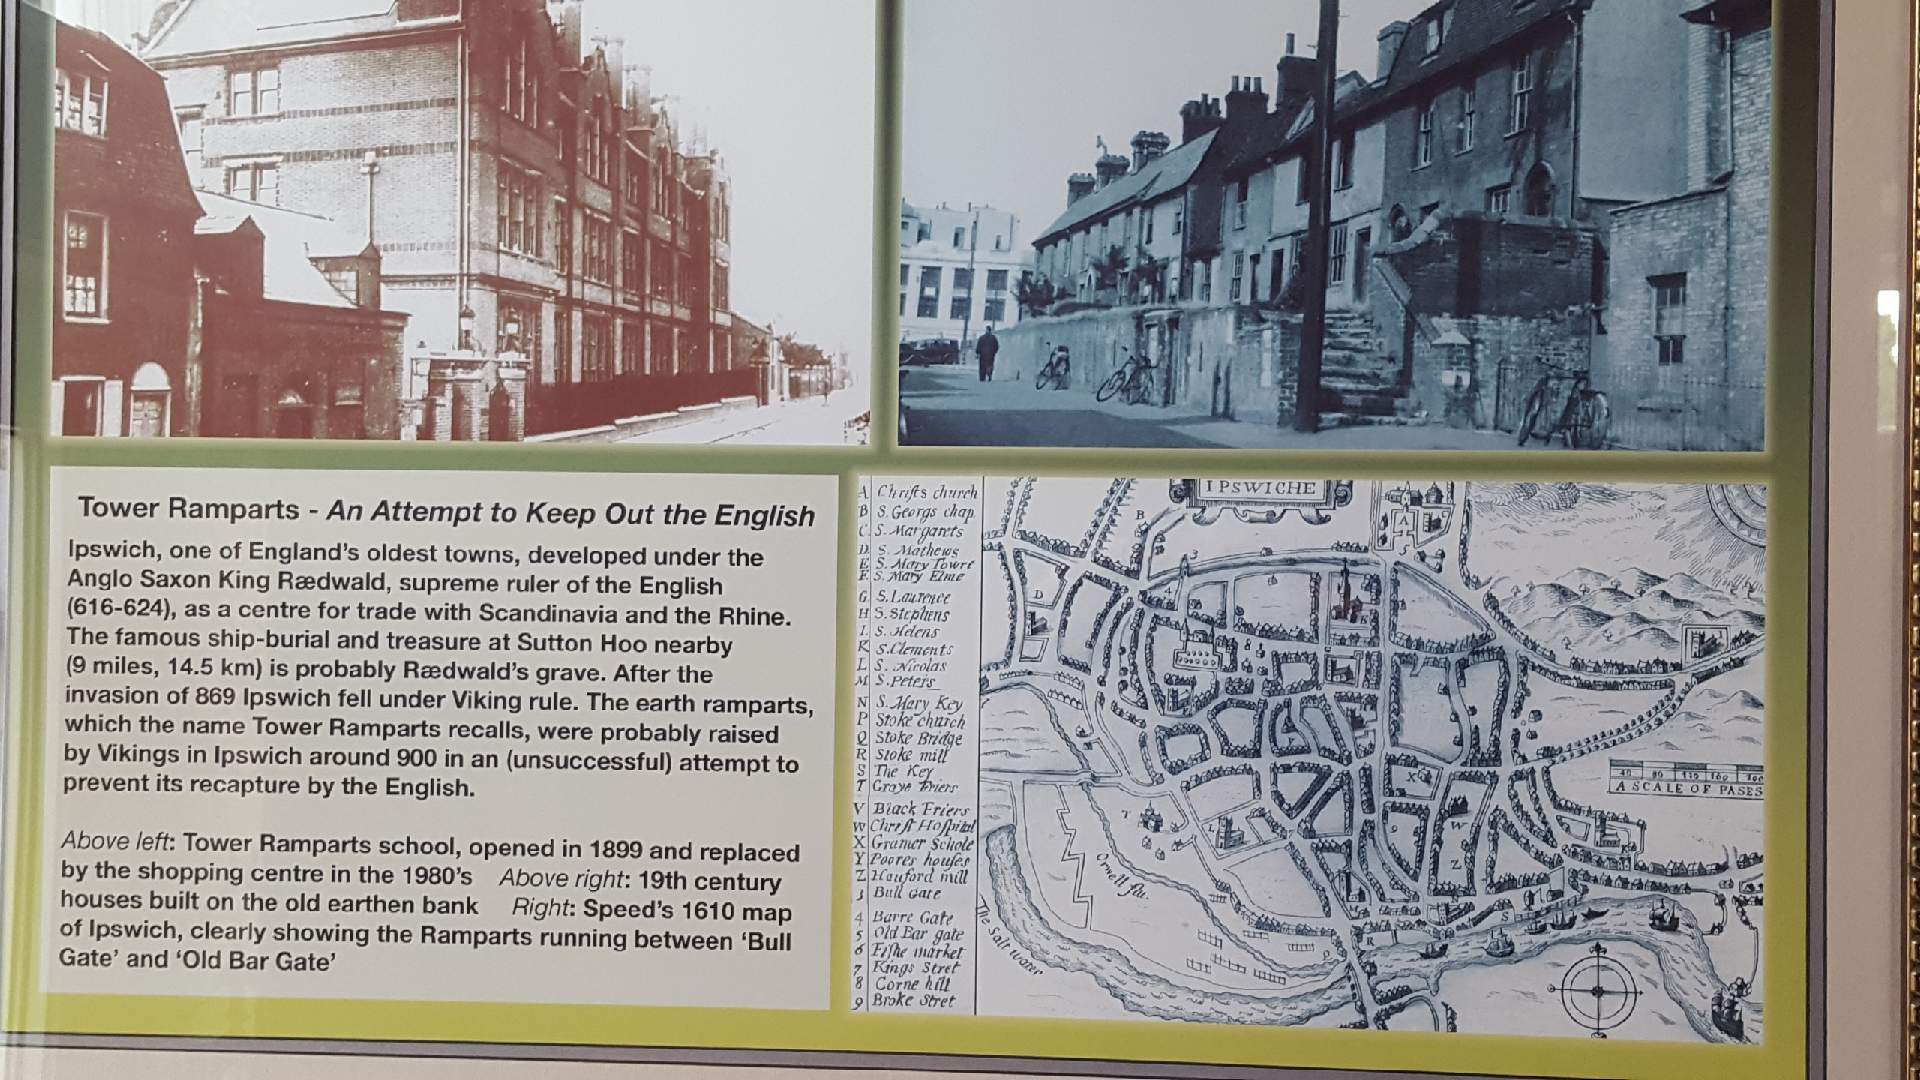 Tower Ramparts - An Attempt to Keep Out the English
Ipswich, one of England's oldest towns, developed under the
Anglo Saxon King Rædwald, supreme ruler of the English
(616-624), as a centre for trade with Scandinavia and the Rhine.
The famous ship-burial and treasure at Sutton Hoo nearby
(9 miles, 14.5 km) is probably Rædwald's grave. After the
invasion of 869 Ipswich fell under Viking rule. The earth ramparts,
which the name Tower Ramparts recalls, were probably raised
by Vikings in Ipswich around 900 in an (unsuccessful) attempt to
prevent its recapture by the English.
Above left: Tower Ramparts school, opened in 1899 and replaced
by the shopping centre in the 1980's Above right: 19th century
houses built on the old earthen bank Right: Speed's 1610 map
of Ipswich, clearly showing the Ramparts running between 'Bull
Gate' and 'Old Bar Gate'
A Christs church
B S. Georgs chap.
C S. Margarets
D S. Mathews
E S. Mary Towre
F S. Mary Elme
G S. Laurence
H S. Stephens
I S. Helens
K S. Clements
L S. Nicolas
M S. Peters
N S. Mary Key
P Stoke church
Q Stoke Bridge
R Stoke mill
S The Key
T Graye Friers
V Black Friers
W Christ Hospital
X Gramer Schole
Y Poores houses
Z Hanford mill
3 Bull Gate
4 Barre Gate
5 Old Bar gate
6 Fishe market
7 Kings Stret
8 Corne hill
9 Broke Stret
IPSWICHE
A SCALE OF PASES
Orwell flu.
The Salt water